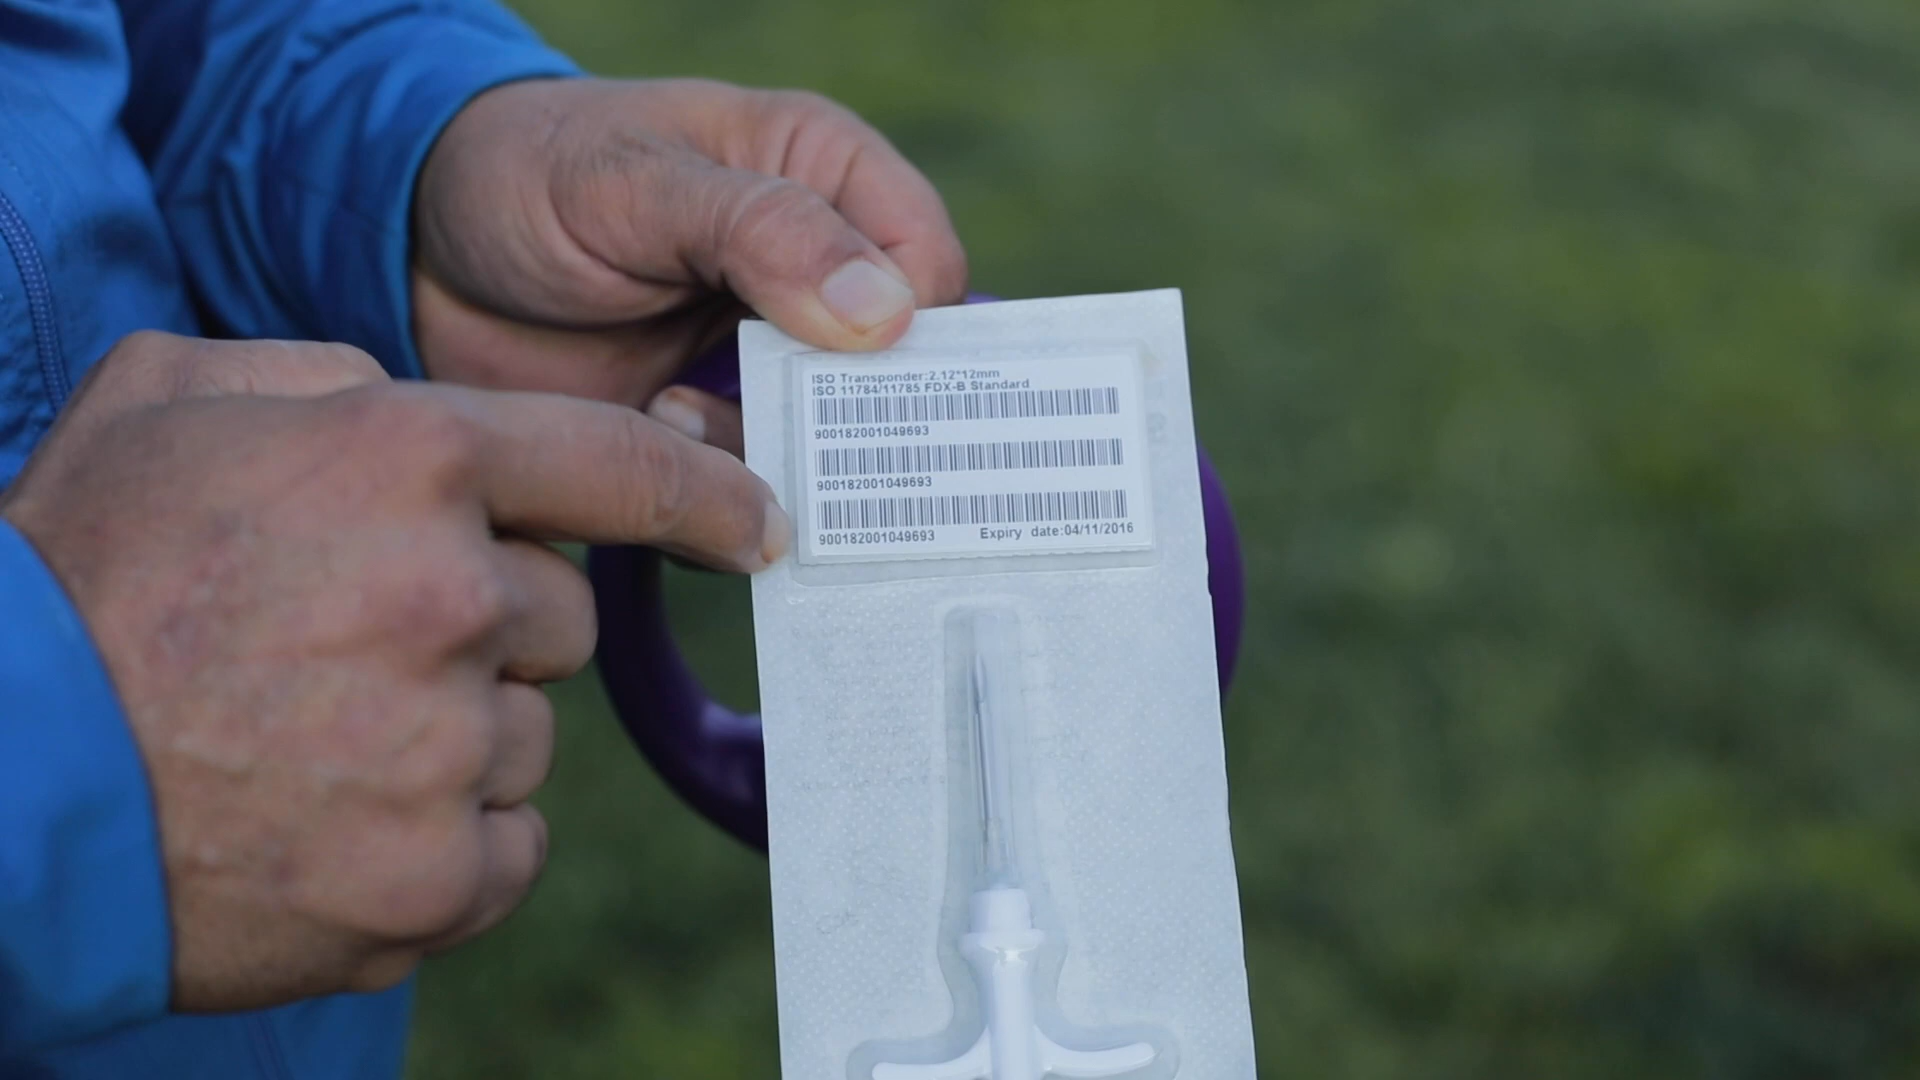 ISO Transponder:2.12*12mm
ISO 11784/11785 FDX-B Standard
900182001049693
900182001049693
900182001049693 Expiry date:04/11/2016